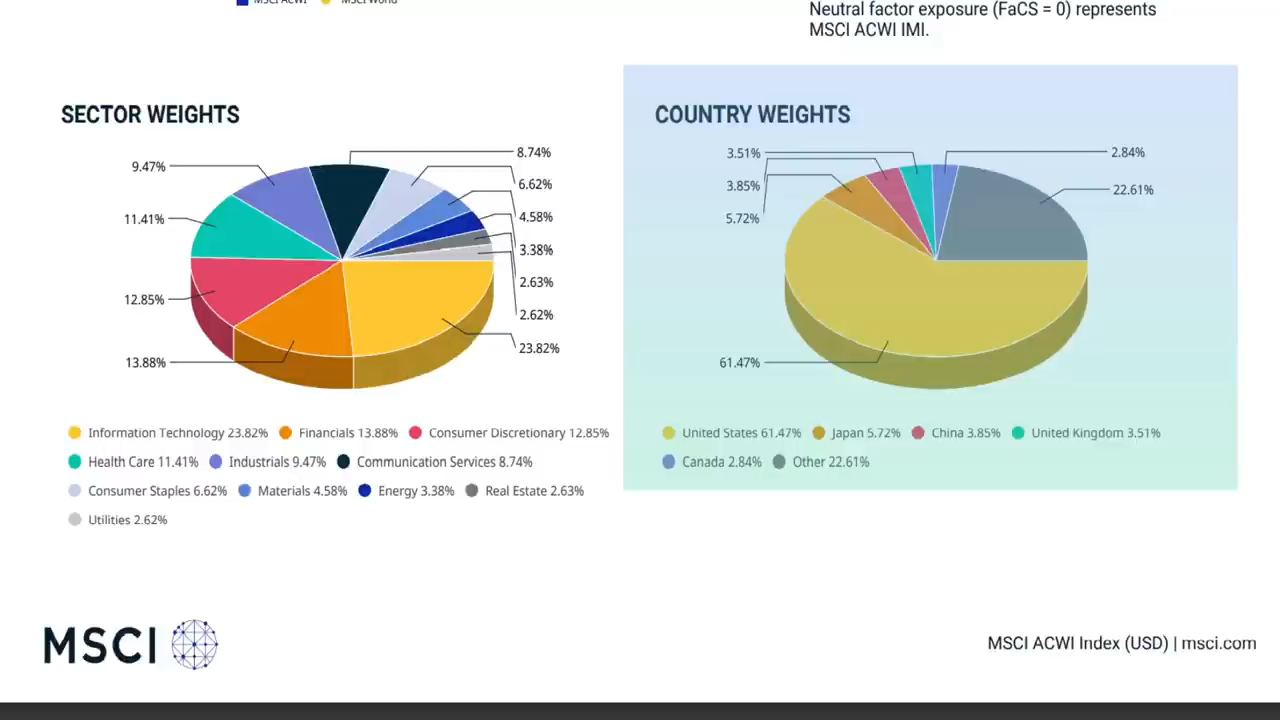 MSCI ACWI
MSCI World
Neutral factor exposure (FaCS = 0) represents
MSCI ACWI IMI.
SECTOR WEIGHTS
9.47%
8.74%
6.62%
11.41%
4.58%
3.38%
2.63%
12.85%
2.62%
23.82%
13.88%
Information Technology 23.82% Financials 13.88% Consumer Discretionary 12.85%
Health Care 11.41% Industrials 9.47% Communication Services 8.74%
Consumer Staples 6.62% Materials 4.58% Energy 3.38% Real Estate 2.63%
Utilities 2.62%
COUNTRY WEIGHTS
3.51%
2.84%
3.85%
22.61%
5.72%
61.47%
United States 61.47% Japan 5.72% China 3.85% United Kingdom 3.51%
Canada 2.84% Other 22.61%
MSCI
MSCI ACWI Index (USD) | msci.com